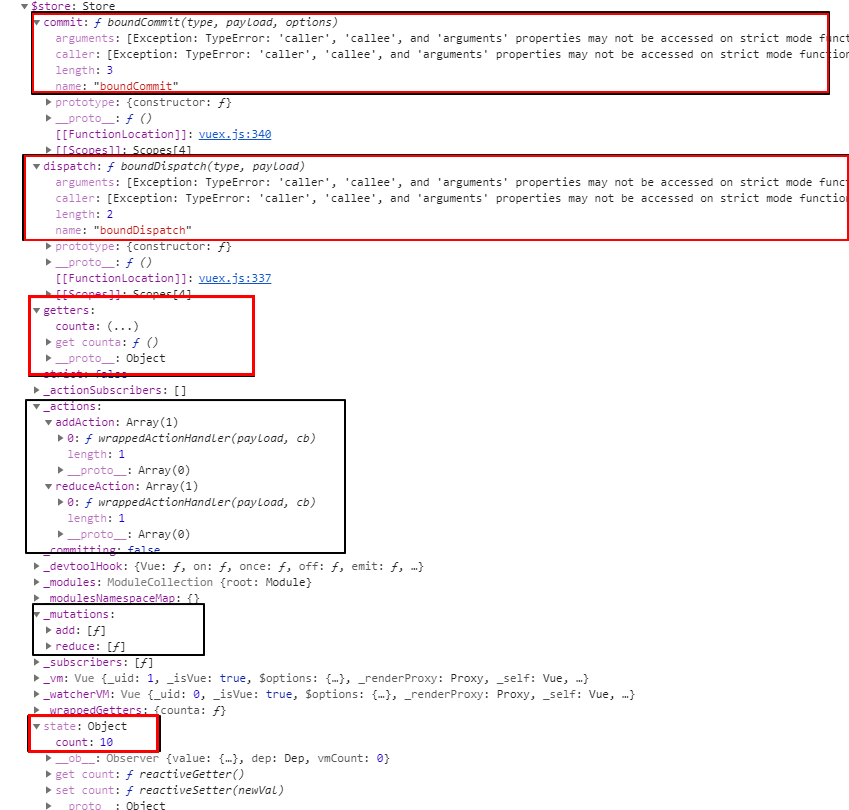 $store: Store
commit: ƒ boundCommit(type, payload, options)
arguments: [Exception: TypeError: 'caller', 'callee', and 'arguments' properties may not be accessed on strict mode funct
caller: [Exception: TypeError: 'caller', 'callee', and 'arguments' properties may not be accessed on strict mode function
length: 3
name: "boundCommit"
prototype: {constructor: ƒ}
__proto__: ƒ ()
[[FunctionLocation]]: vuex.js:340
[[Scopes]]: Scopes[4]
dispatch: ƒ boundDispatch(type, payload)
arguments: [Exception: TypeError: 'caller', 'callee', and 'arguments' properties may not be accessed on strict mode funct
caller: [Exception: TypeError: 'caller', 'callee', and 'arguments' properties may not be accessed on strict mode function
length: 2
name: "boundDispatch"
prototype: {constructor: ƒ}
__proto__: ƒ ()
[[FunctionLocation]]: vuex.js:337
[[Scopes]]: Scopes[4]
getters:
counta: (...)
get counta: ƒ ()
__proto__: Object
strict: false
_actionSubscribers: []
_actions:
addAction: Array(1)
0: ƒ wrappedActionHandler(payload, cb)
length: 1
__proto__: Array(0)
reduceAction: Array(1)
0: ƒ wrappedActionHandler(payload, cb)
length: 1
__proto__: Array(0)
_committing: false
_devtoolHook: {Vue: ƒ, on: ƒ, once: ƒ, off: ƒ, emit: ƒ, …}
_modules: ModuleCollection {root: Module}
_modulesNamespaceMap: {}
_mutations:
add: [ƒ]
reduce: [ƒ]
_subscribers: [ƒ]
_vm: Vue {_uid: 1, _isVue: true, $options: {…}, _renderProxy: Proxy, _self: Vue, …}
_watcherVM: Vue {_uid: 0, _isVue: true, $options: {…}, _renderProxy: Proxy, _self: Vue, …}
_wrappedGetters: {counta: ƒ}
state: Object
count: 10
__ob__: Observer {value: {…}, dep: Dep, vmCount: 0}
get count: ƒ reactiveGetter()
set count: ƒ reactiveSetter(newVal)
__proto__: Object